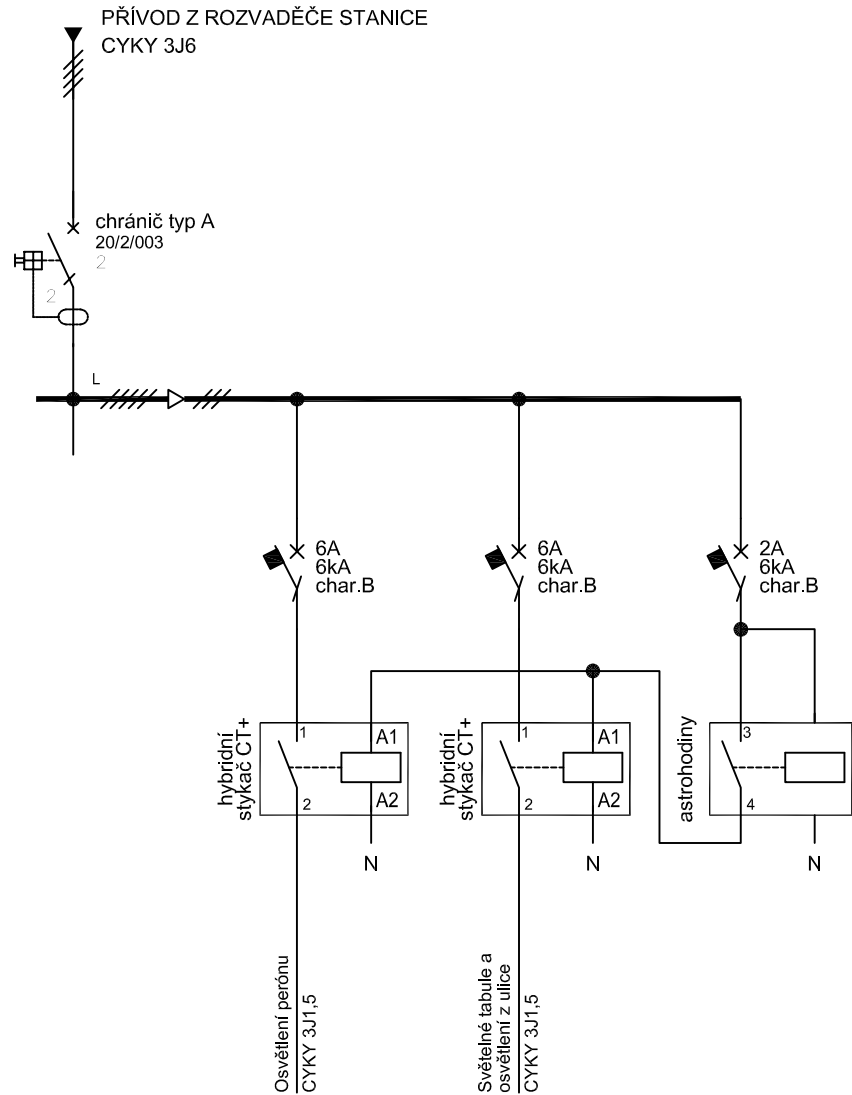 PŘÍVOD Z ROZVADĚČE STANICE
CYKY 3J6
chránič typ A
20/2/003
2
2
L
6A
6kA
char.B
6A
6kA
char.B
2A
6kA
char.B
hybridní
stykač CT+
1
A1
2
A2
N
hybridní
stykač CT+
1
A1
2
A2
N
astrohodiny
3
4
N
Osvětlení perónu
CYKY 3J1,5
Světelné tabule a
osvětlení z ulice
CYKY 3J1,5